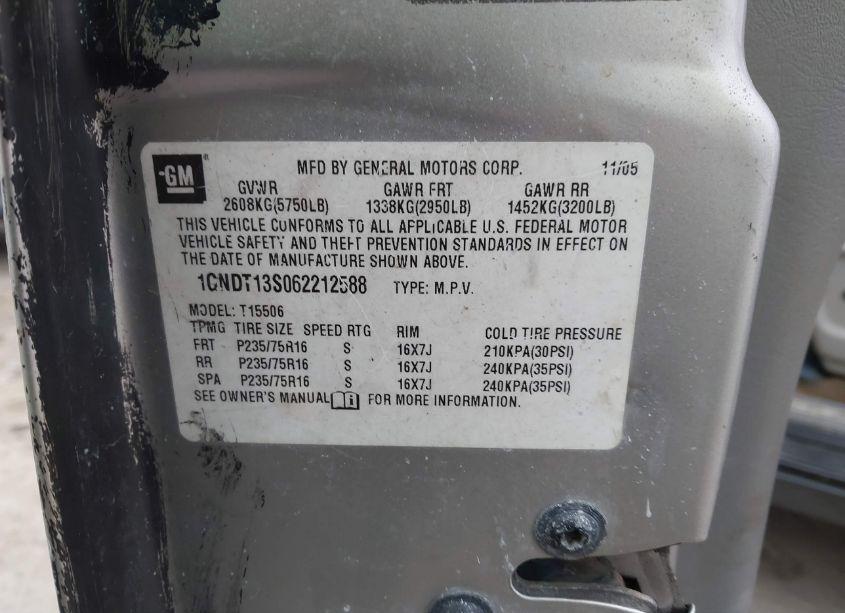 GM
MFD BY GENERAL MOTORS CORP. 11/05
GVWR GAWR FRT GAWR RR
2608KG(5750LB) 1338KG(2950LB) 1452KG(3200LB)
THIS VEHICLE CONFORMS TO ALL APPLICABLE U.S. FEDERAL MOTOR
VEHICLE SAFETY AND THEFT PREVENTION STANDARDS IN EFFECT ON
THE DATE OF MANUFACTURE SHOWN ABOVE.
1GNDT13S062212588 TYPE: M.P.V.
MODEL: T15506
TPMG TIRE SIZE SPEED RTG RIM COLD TIRE PRESSURE
FRT P235/75R16 S 16X7J 210KPA(30PSI)
RR P235/75R16 S 16X7J 240KPA(35PSI)
SPA P235/75R16 S 16X7J 240KPA(35PSI)
SEE OWNER'S MANUAL FOR MORE INFORMATION.